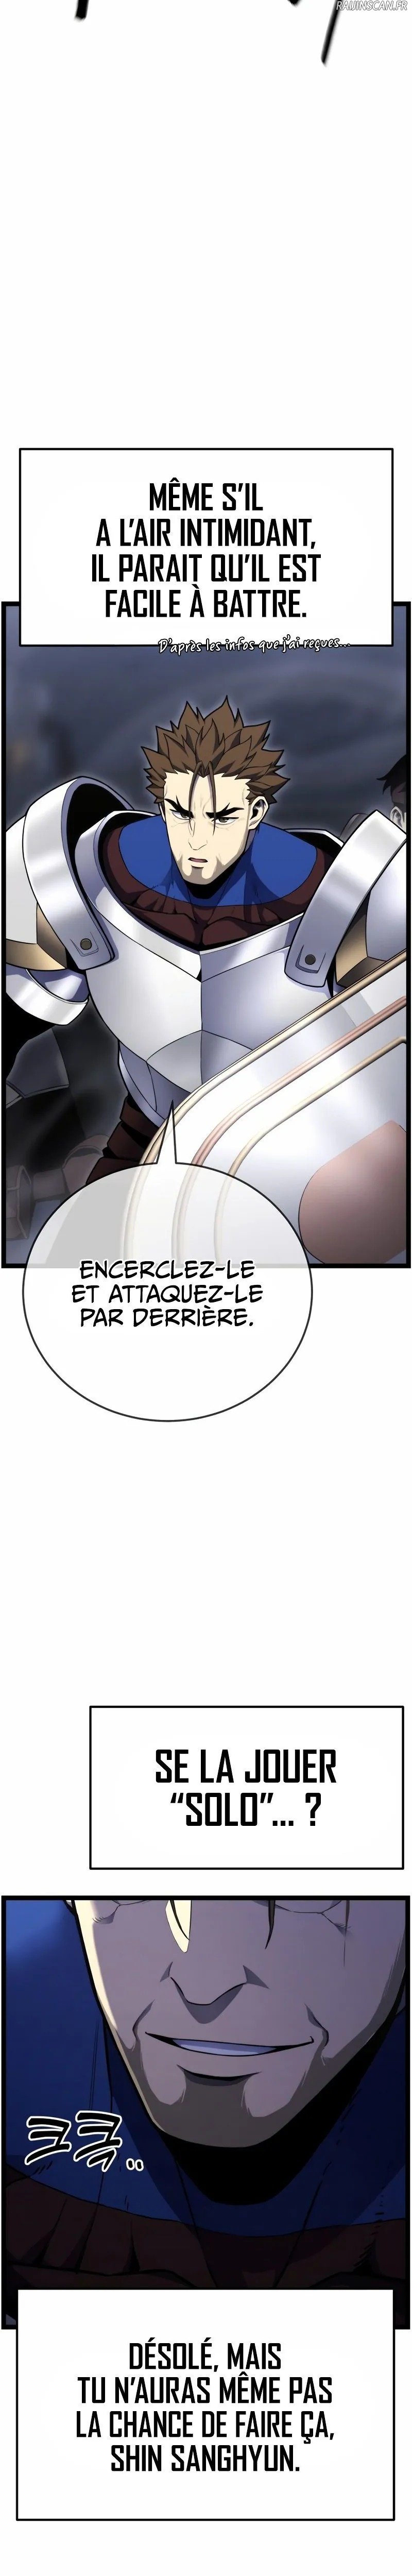 RAIJINSCAN.FR
MÊME S'IL
A L'AIR INTIMIDANT,
IL PARAIT QU'IL EST
FACILE À BATTRE.
D'après les infos que j'ai reçues...
ENCERCLEZ-LE
ET ATTAQUEZ-LE
PAR DERRIÈRE.
SE LA JOUER
“SOLO”... ?
크큭..
DÉSOLÉ, MAIS
TU N'AURAS MÊME PAS
LA CHANCE DE FAIRE ÇA,
SHIN SANGHYUN.